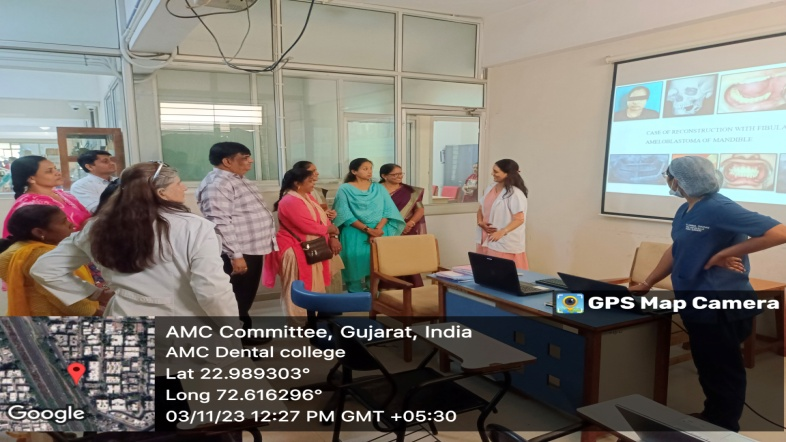 CASE OF RECONSTRUCTION WITH FIBULA
AMELOBLASTOMA OF MANDIBLE
GPS Map Camera
AMC Committee, Gujarat, India
AMC Dental college
Lat 22.989303°
Long 72.616296°
03/11/23 12:27 PM GMT +05:30
Google